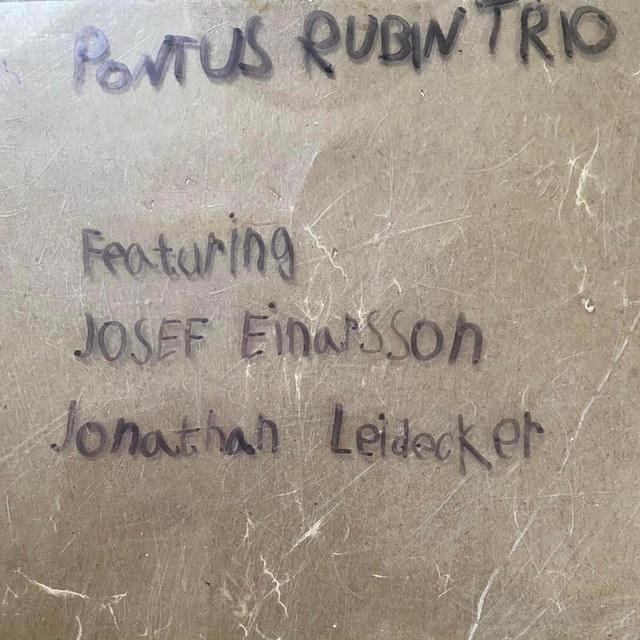 PONTUS RUBIN TRIO
Featuring
JOSEF Einarsson
Jonathan Leidecker